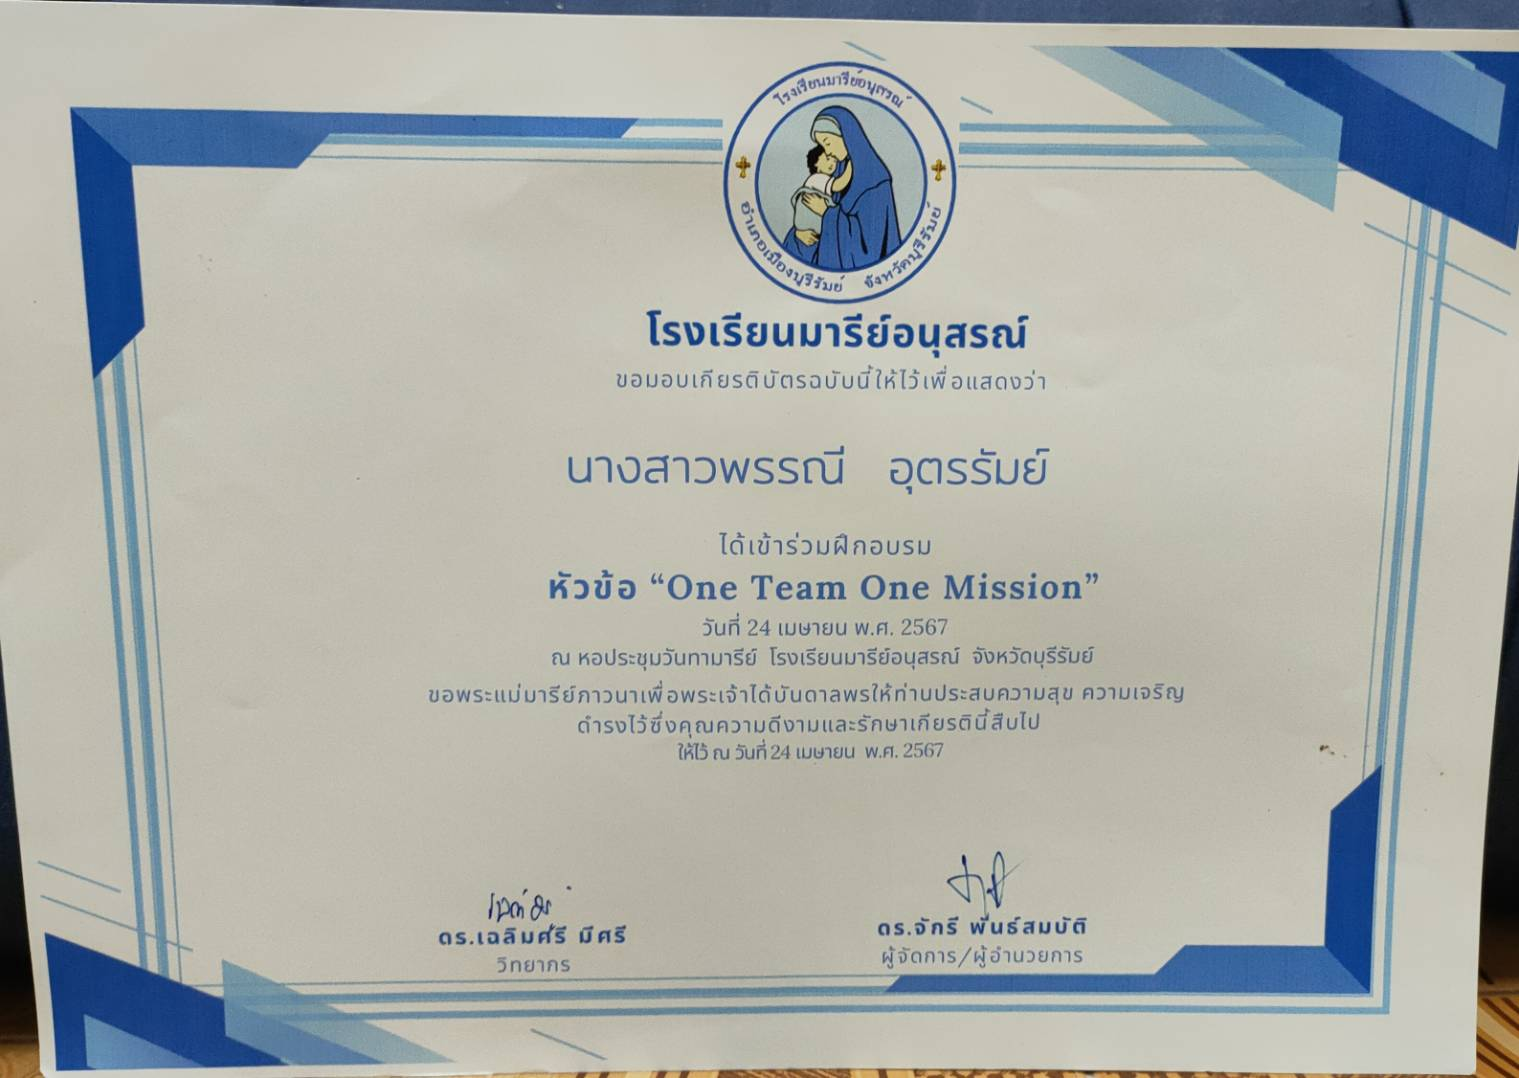 โรงเรียนมารีย์อนุสรณ์
อำเภอเมืองบุรีรัมย์ จังหวัดบุรีรัมย์
โรงเรียนมารีย์อนุสรณ์
ขอมอบเกียรติบัตรฉบับนี้ให้ไว้เพื่อแสดงว่า
นางสาวพรรณี อุตรรัมย์
ได้เข้าร่วมฝึกอบรม
หัวข้อ “One Team One Mission”
วันที่ 24 เมษายน พ.ศ. 2567
ณ หอประชุมวันทามารีย์ โรงเรียนมารีย์อนุสรณ์ จังหวัดบุรีรัมย์
ขอพระแม่มารีย์ภาวนาเพื่อพระเจ้าได้บันดาลพรให้ท่านประสบความสุข ความเจริญ
ดำรงไว้ซึ่งคุณความดีงามและรักษาเกียรตินี้สืบไป
ให้ไว้ ณ วันที่ 24 เมษายน พ.ศ. 2567
ดร.เฉลิมศรี มีศรี
วิทยากร
ดร.จักรี พันธ์สมบัติ
ผู้จัดการ/ผู้อำนวยการ